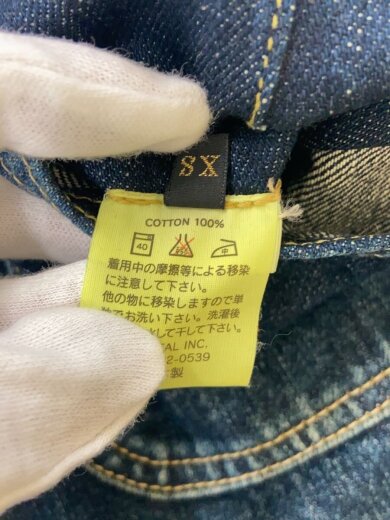 XS
COTTON 100%
40 中
着用中の摩擦等による移染
に注意して下さい。
他の物に移染しますので単
独でお洗い下さい。洗濯後
として干して下さい。
CAL INC.
2-0539
製